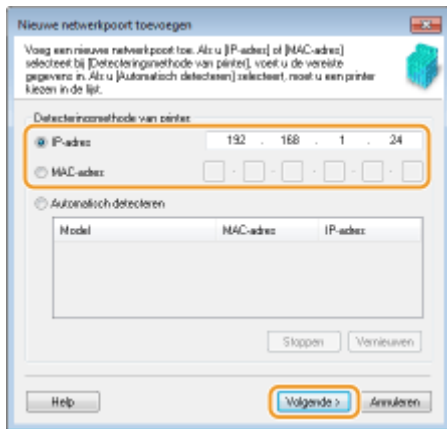 Nieuwe netwerkpoort toevoegen
Voeg een nieuwe netwerkpoort toe. Als u [IP-adres] of [MAC-adres]
selecteert bij [Detecteringsmethode van printer], voert u de vereiste
gegevens in. Als u [Automatisch detecteren] selecteert, moet u een printer
kiezen in de lijst.
Detecteringsmethode van printer
IP-adres 192 . 168 . 1 . 24
MAC-adres - - - - -
Automatisch detecteren
Model MAC-adres IP-adres
Stoppen Vernieuwen
Help Volgende > Annuleren